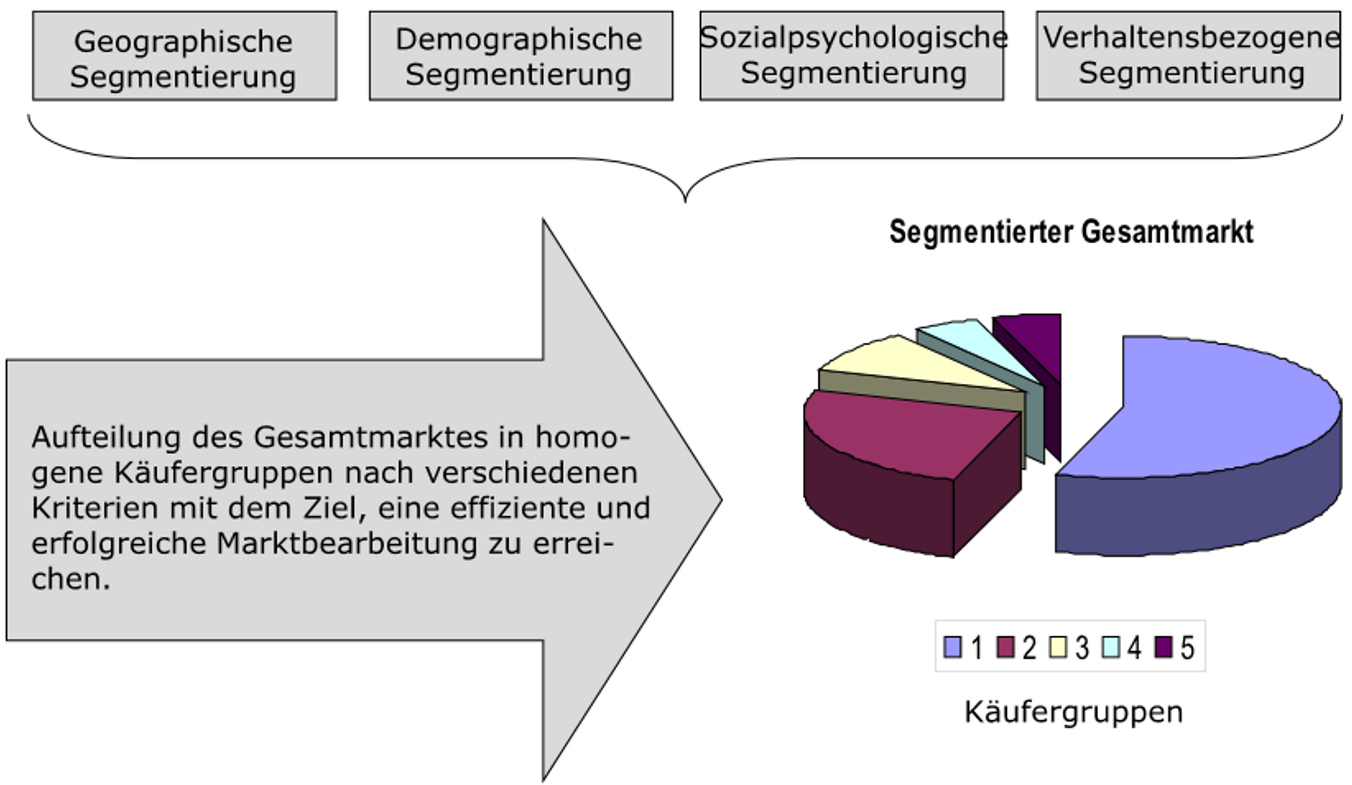 Geographische
Segmentierung
Demographische
Segmentierung
Sozialpsychologische
Segmentierung
Verhaltensbezogene
Segmentierung
Segmentierter Gesamtmarkt
Aufteilung des Gesamtmarktes in homo-
gene Käufergruppen nach verschiedenen
Kriterien mit dem Ziel, eine effiziente und
erfolgreiche Marktbearbeitung zu errei-
chen.
1 2 3 4 5
Käufergruppen